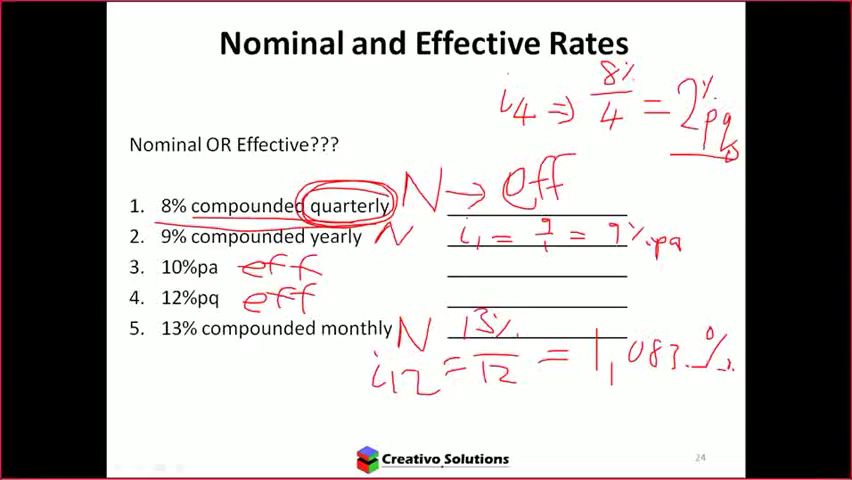 Nominal and Effective Rates
i4 ⇒ 8%/4 = 2% pq
Nominal OR Effective???
1. 8% compounded quarterly N → eff
2. 9% compounded yearly N i1 = 9/1 = 9%.pa
3. 10%pa eff
4. 12%pq eff
5. 13% compounded monthly N
i12 = 13%/12 = 1,083..%
Creativo Solutions
24